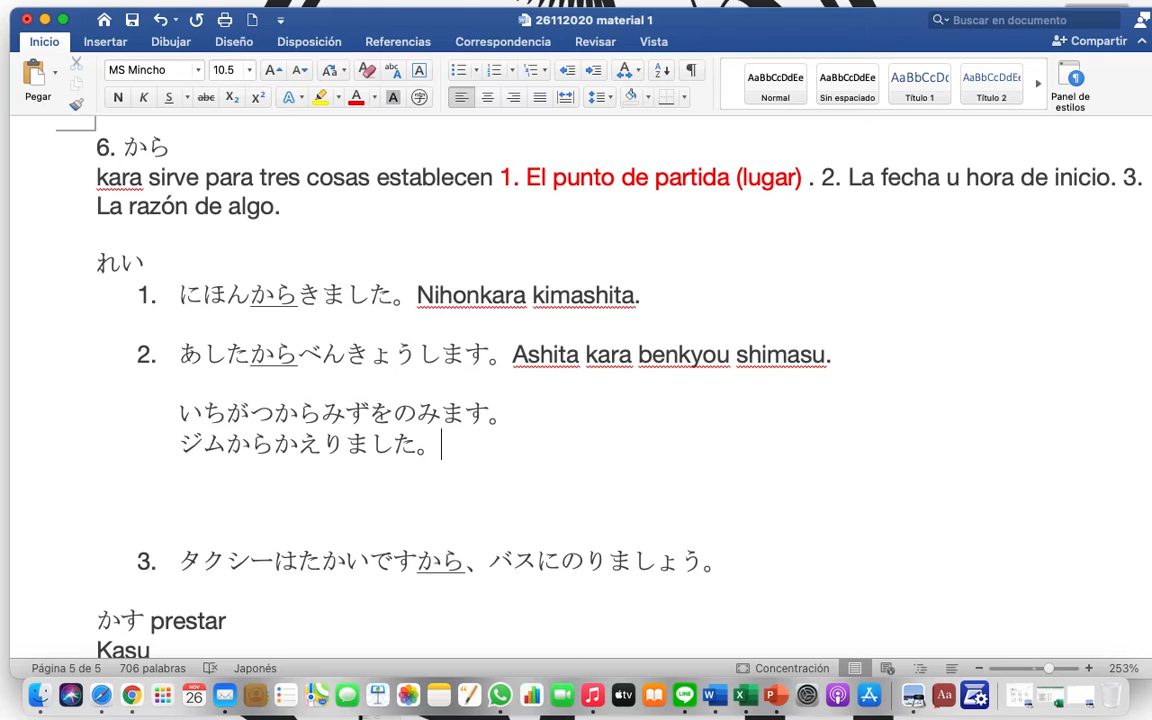 26112020 material 1
Buscar en documento
Inicio Insertar Dibujar Diseño Disposición Referencias Correspondencia Revisar Vista Compartir
Pegar
MS Mincho 10.5
N K S abc X₂ X²
AaBbCcDdEe AaBbCcDdEe AaBbCcDc AaBbCcDdEe
Normal Sin espaciado Título 1 Título 2
Panel de estilos
6. から
kara sirve para tres cosas establecen 1. El punto de partida (lugar) . 2. La fecha u hora de inicio. 3.
La razón de algo.
れい
1. にほんからきました。Nihonkara kimashita.
2. あしたからべんきょうします。Ashita kara benkyou shimasu.
いちがつからみずをのみます。
ジムからかえりました。
3. タクシーはたかいですから、バスにのりましょう。
かす prestar
Kasu
Página 5 de 5 706 palabras Japonés Concentración 253%
NOV 26